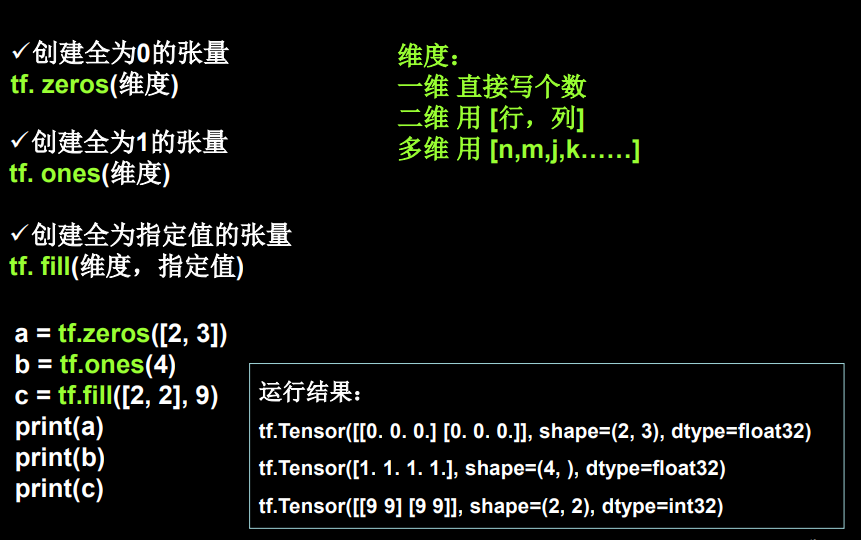 ✓创建全为0的张量
tf. zeros(维度)
✓创建全为1的张量
tf. ones(维度)
✓创建全为指定值的张量
tf. fill(维度，指定值)
维度：
一维 直接写个数
二维 用 [行，列]
多维 用 [n,m,j,k……]
a = tf.zeros([2, 3])
b = tf.ones(4)
c = tf.fill([2, 2], 9)
print(a)
print(b)
print(c)
运行结果：
tf.Tensor([[0. 0. 0.] [0. 0. 0.]], shape=(2, 3), dtype=float32)
tf.Tensor([1. 1. 1. 1.], shape=(4, ), dtype=float32)
tf.Tensor([[9 9] [9 9]], shape=(2, 2), dtype=int32)